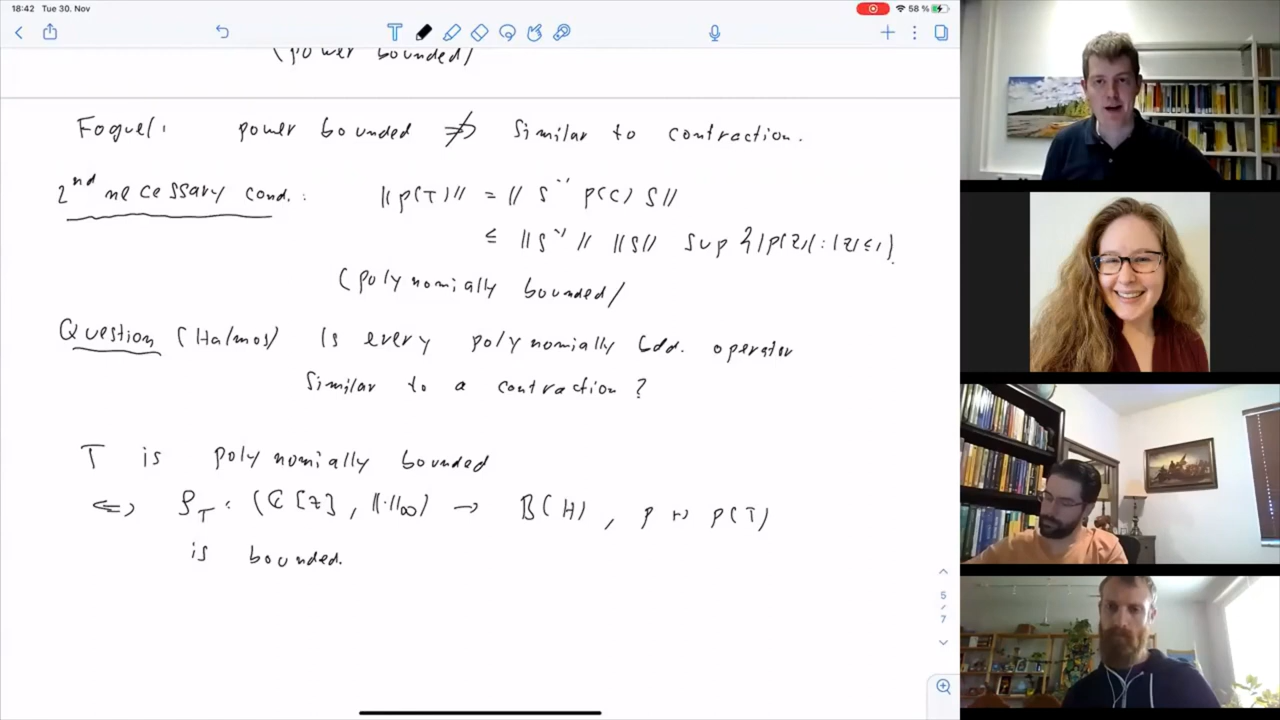 18:42 Tue 30. Nov
58 %
(power bounded)
Foguel: power bounded ⇏ similar to contraction.
2nd necessary cond.: ||p(T)|| = ||S⁻¹ p(C) S||
≤ ||S⁻¹|| ||S|| sup {|p(z)| : |z| ≤ 1}.
(polynomially bounded)
Question (Halmos) Is every polynomially bdd. operator
similar to a contraction?
T is polynomially bounded
⇔ ρ_T : (ℂ[z], ||·||∞) → B(H), p ↦ p(T)
is bounded.
5
/
7